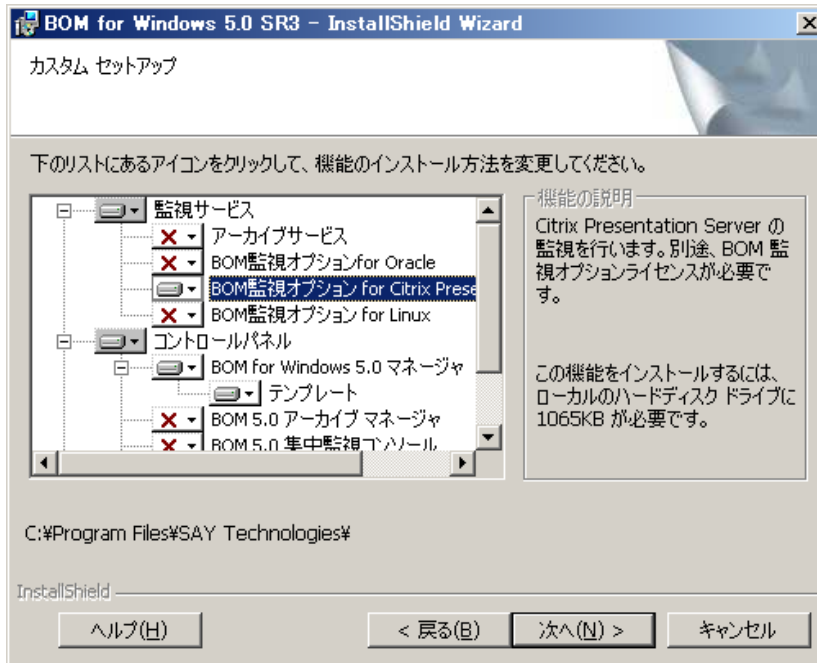 BOM for Windows 5.0 SR3 - InstallShield Wizard
カスタム セットアップ
下のリストにあるアイコンをクリックして、機能のインストール方法を変更してください。
監視サービス
アーカイブサービス
BOM監視オプションfor Oracle
BOM監視オプション for Citrix Prese
BOM監視オプション for Linux
コントロールパネル
BOM for Windows 5.0 マネージャ
テンプレート
BOM 5.0 アーカイブ マネージャ
BOM 5.0 集中監視コンソール
機能の説明
Citrix Presentation Server の
監視を行います。別途、BOM 監
視オプションライセンスが必要で
す。
この機能をインストールするには、
ローカルのハードディスク ドライブに
1065KB が必要です。
C:¥Program Files¥SAY Technologies¥
InstallShield
ヘルプ(H)
< 戻る(B)
次へ(N) >
キャンセル